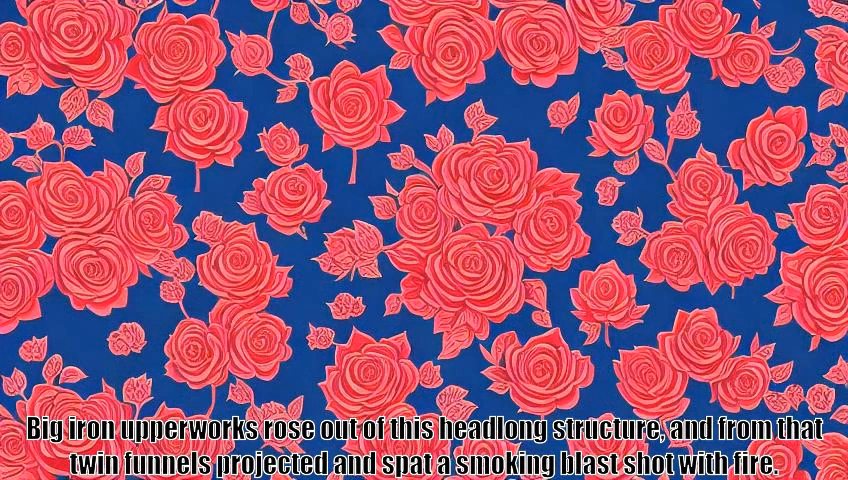 Big iron upperworks rose out of this headlong structure, and from that
twin funnels projected and spat a smoking blast shot with fire.